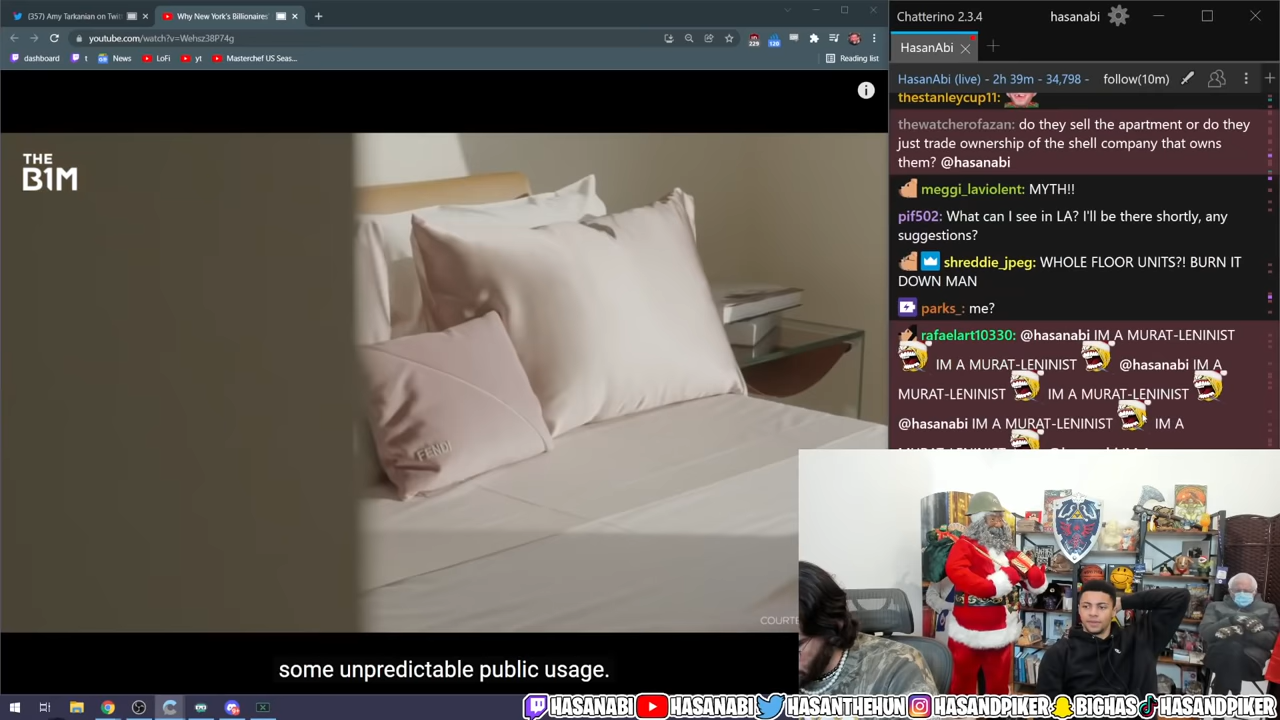 (357) Amy Tarkanian on Twit
Why New York's Billionaires'
youtube.com/watch?v=Wehsz38P74g
229
120
dashboard
t
News
LoFi
yt
Masterchef US Seas...
Reading list
THE
B1M
FENDI
COURTE
some unpredictable public usage.
Chatterino 2.3.4
hasanabi
HasanAbi
HasanAbi (live) - 2h 39m - 34,798 -
follow(10m)
thestanleycup11:
thewatcherofazan: do they sell the apartment or do they
just trade ownership of the shell company that owns
them? @hasanabi
meggi_laviolent: MYTH!!
pif502: What can I see in LA? I'll be there shortly, any
suggestions?
shreddie_jpeg: WHOLE FLOOR UNITS?! BURN IT
DOWN MAN
parks_: me?
rafaelart10330: @hasanabi IM A MURAT-LENINIST
IM A MURAT-LENINIST @hasanabi IM A
MURAT-LENINIST IM A MURAT-LENINIST
@hasanabi IM A MURAT-LENINIST IM A
HASANABI HASANABI HASANTHEHUN HASANDPIKER BIGHAS HASANDPIKER